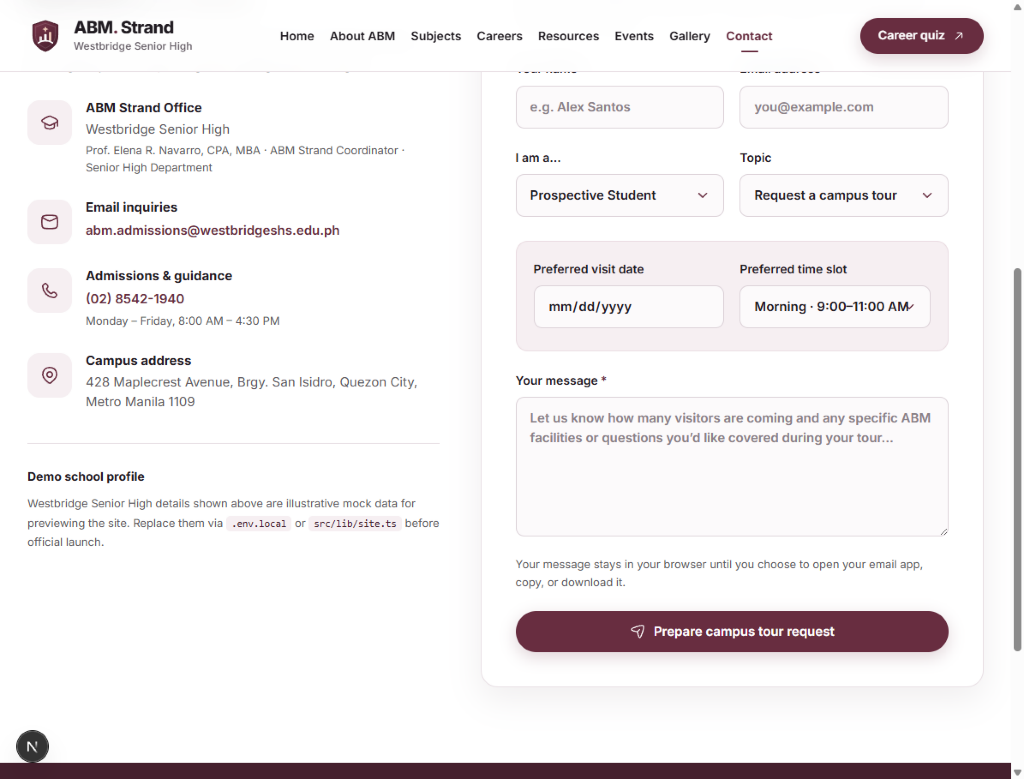 ABM. Strand
Westbridge Senior High
Home
About ABM
Subjects
Careers
Resources
Events
Gallery
Contact
Career quiz
ABM Strand Office
Westbridge Senior High
Prof. Elena R. Navarro, CPA, MBA · ABM Strand Coordinator ·
Senior High Department
Email inquiries
abm.admissions@westbridgeshs.edu.ph
Admissions & guidance
(02) 8542-1940
Monday – Friday, 8:00 AM – 4:30 PM
Campus address
428 Maplecrest Avenue, Brgy. San Isidro, Quezon City,
Metro Manila 1109
Demo school profile
Westbridge Senior High details shown above are illustrative mock data for
previewing the site. Replace them via .env.local or src/lib/site.ts before
official launch.
e.g. Alex Santos
you@example.com
I am a...
Topic
Prospective Student
Request a campus tour
Preferred visit date
Preferred time slot
mm/dd/yyyy
Morning · 9:00–11:00 AM
Your message *
Let us know how many visitors are coming and any specific ABM
facilities or questions you'd like covered during your tour...
Your message stays in your browser until you choose to open your email app,
copy, or download it.
Prepare campus tour request
N